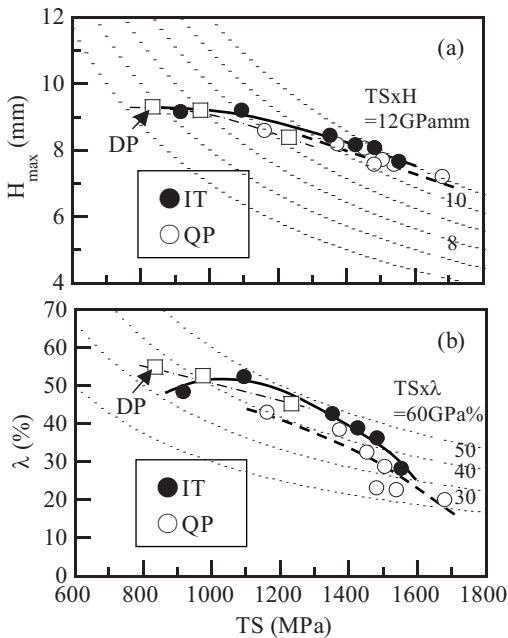 12
(a)
10
TSxH
=12GPamm
H max (mm)
8
DP
10
6
IT
8
QP
4
70
(b)
60
TSxλ
=60GPa%
50
DP
λ (%)
40
50
30
40
IT
30
20
QP
10
0
600 800 1000 1200 1400 1600 1800
TS (MPa)